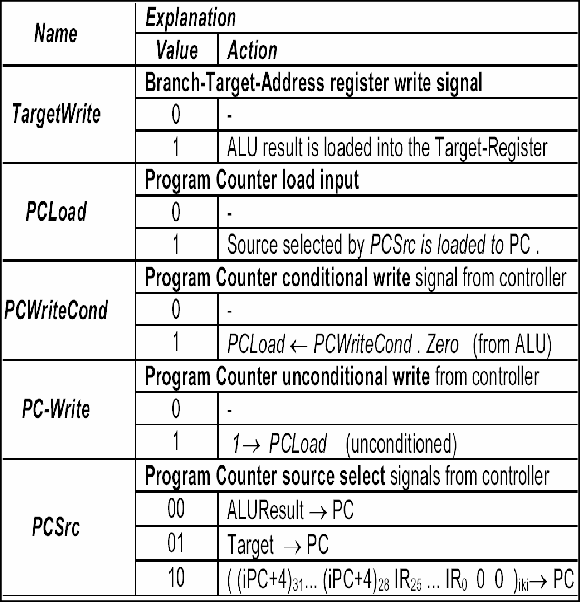 Name
Explanation
Value Action
TargetWrite
Branch-Target-Address register write signal
0 -
1 ALU result is loaded into the Target-Register
PCLoad
Program Counter load input
0 -
1 Source selected by PCSrc is loaded to PC .
PCWriteCond
Program Counter conditional write signal from controller
0 -
1 PCLoad ← PCWriteCond . Zero (from ALU)
PC-Write
Program Counter unconditional write from controller
0 -
1 1→ PCLoad (unconditioned)
PCSrc
Program Counter source select signals from controller
00 ALUResult → PC
01 Target → PC
10 ( (iPC+4)31... (iPC+4)28 IR25 ... IR0 0 0 )iki→ PC